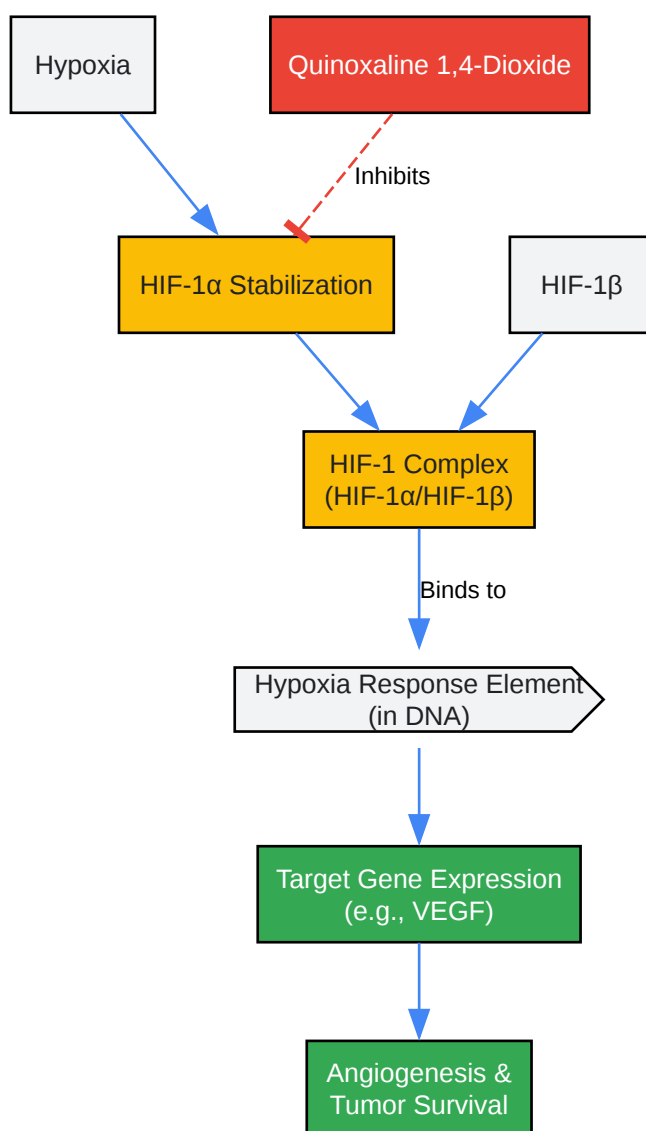 Hypoxia
Quinoxaline 1,4-Dioxide
Inhibits
HIF-1α Stabilization
HIF-1β
HIF-1 Complex
(HIF-1α/HIF-1β)
Binds to
Hypoxia Response Element
(in DNA)
Target Gene Expression
(e.g., VEGF)
Angiogenesis &
Tumor Survival